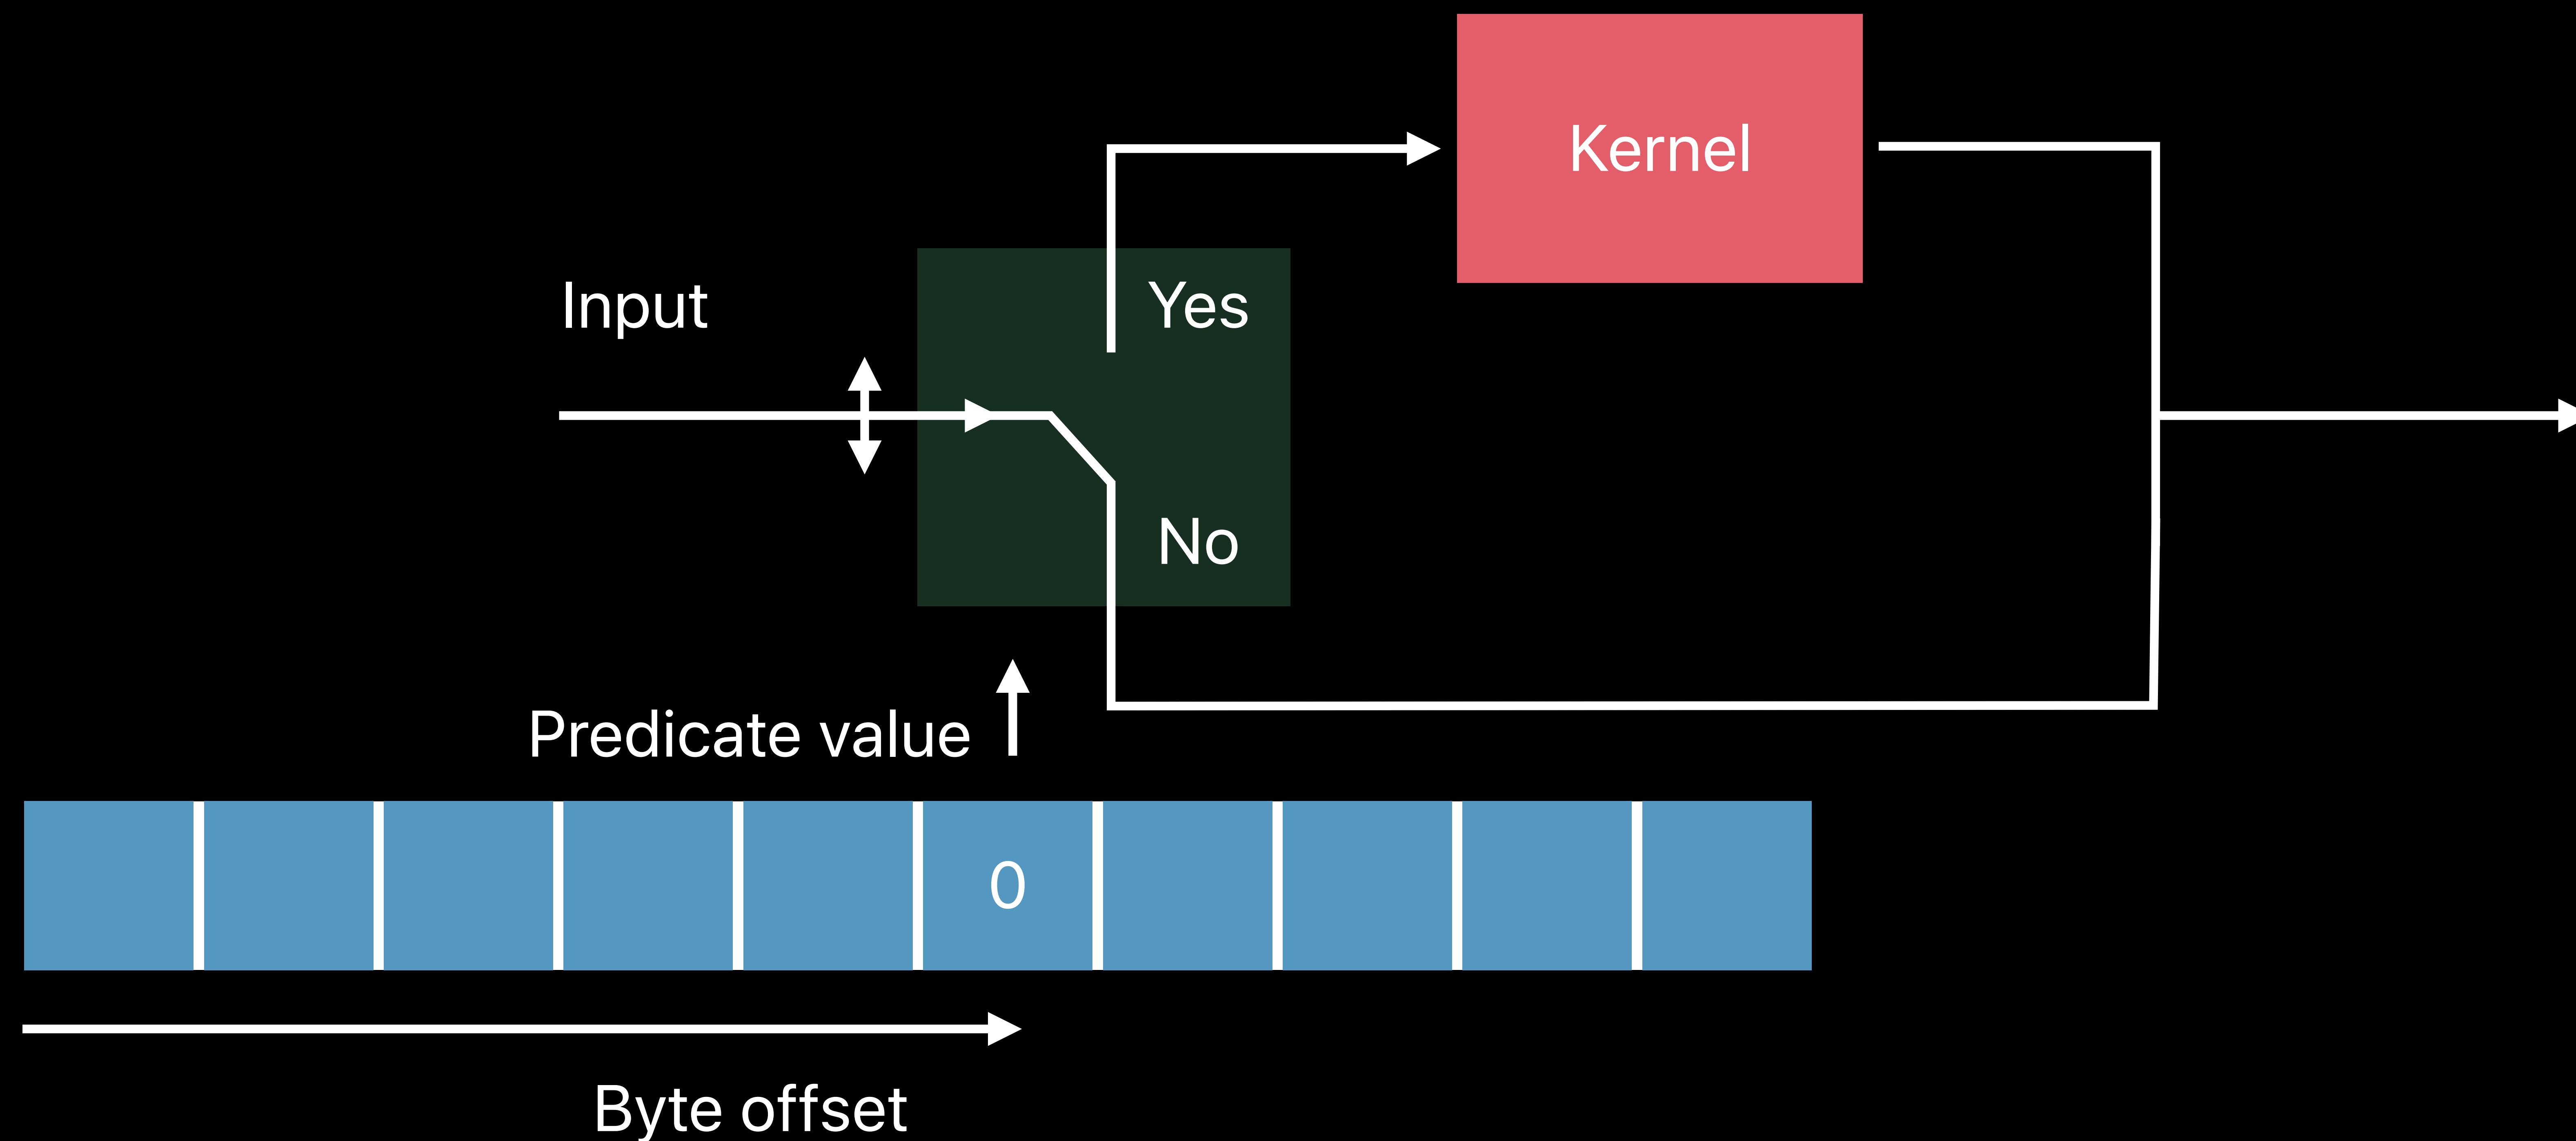 Kernel
Input
Yes
No
Predicate value
0
Byte offset